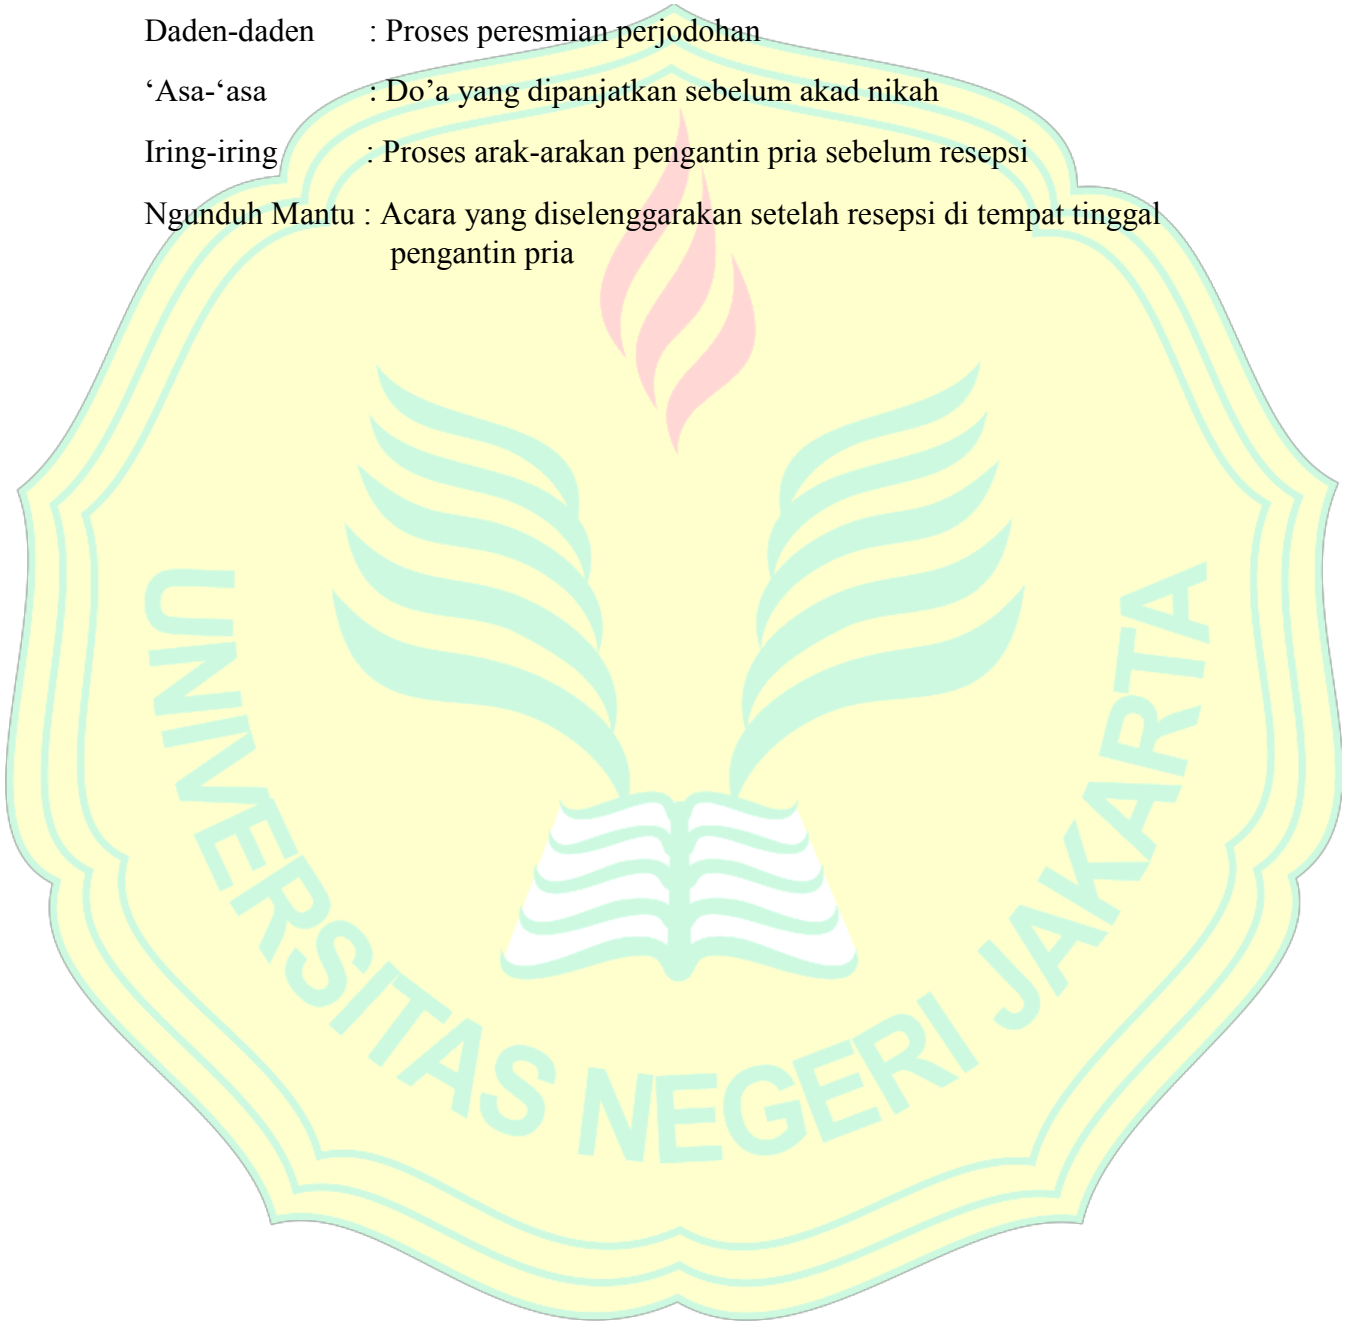 Daden-daden : Proses peresmian perjodohan
‘Asa-‘asa : Do’a yang dipanjatkan sebelum akad nikah
Iring-iring : Proses arak-arakan pengantin pria sebelum resepsi
Ngunduh Mantu : Acara yang diselenggarakan setelah resepsi di tempat tinggal
pengantin pria
UNIVERSITAS NEGERI JAKARTA